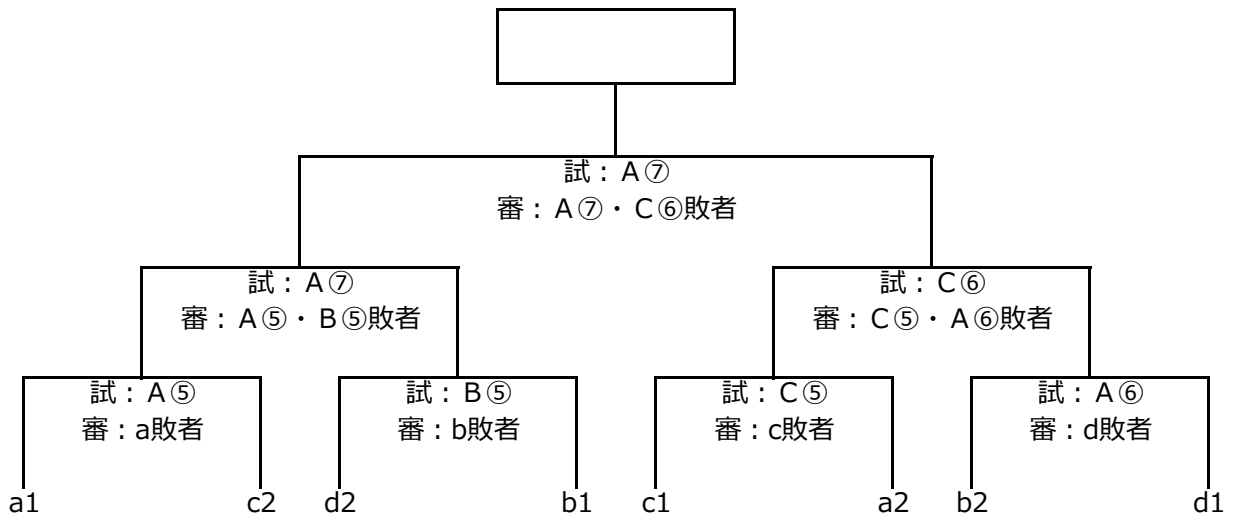 試：Ａ⑦
審：Ａ⑦・Ｃ⑥敗者
試：Ａ⑦
審：Ａ⑤・Ｂ⑤敗者
試：Ｃ⑥
審：Ｃ⑤・Ａ⑥敗者
試：Ａ⑤
審：a敗者
試：Ｂ⑤
審：b敗者
試：Ｃ⑤
審：c敗者
試：Ａ⑥
審：d敗者
a1 c2 d2 b1 c1 a2 b2 d1